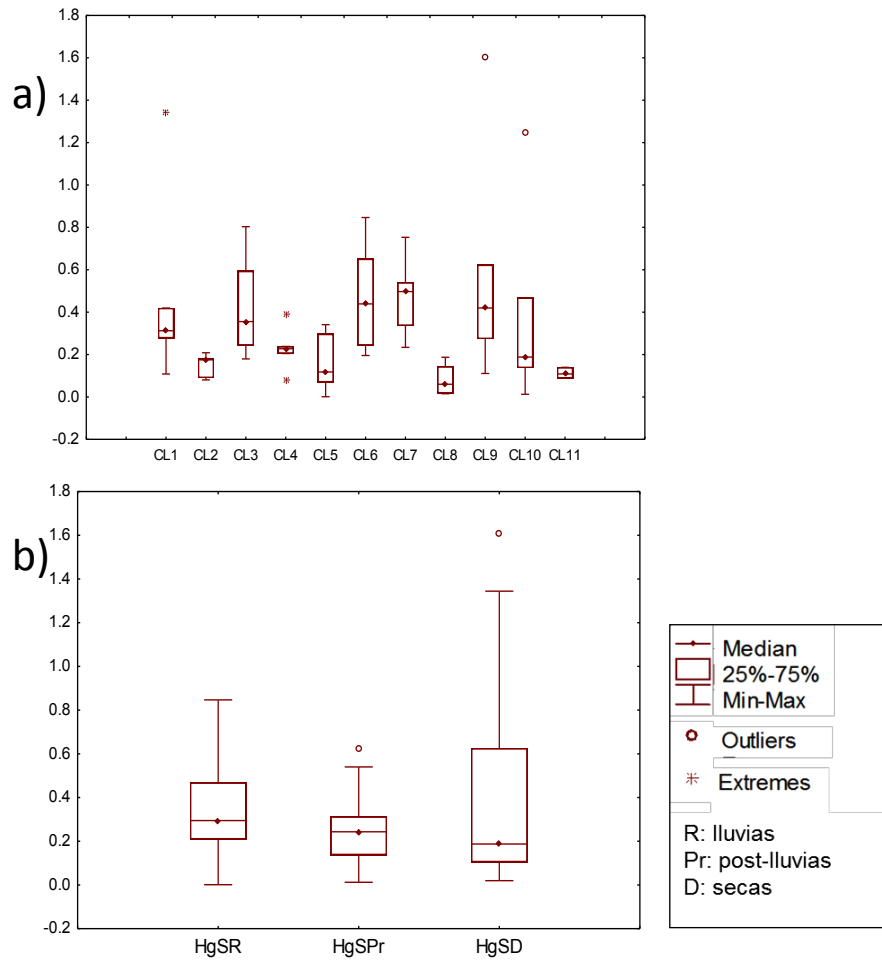 a)
1.8
1.6
1.4
1.2
1.0
0.8
0.6
0.4
0.2
0.0
-0.2
CL1 CL2 CL3 CL4 CL5 CL6 CL7 CL8 CL9 CL10 CL11
b)
1.8
1.6
1.4
1.2
1.0
0.8
0.6
0.4
0.2
0.0
-0.2
HgSR HgSPr HgSD
Median
25%-75%
Min-Max
Outliers
Extremes
R: lluvias
Pr: post-lluvias
D: secas